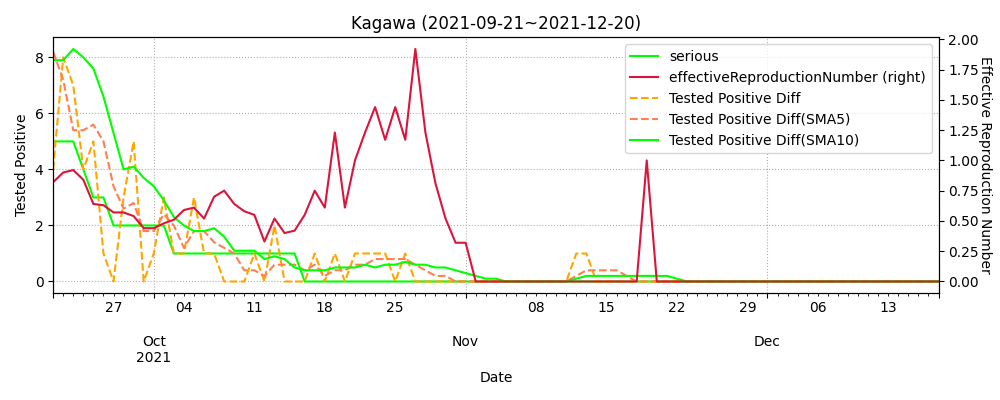 Kagawa (2021-09-21~2021-12-20)
serious
effectiveReproductionNumber (right)
Tested Positive Diff
Tested Positive Diff(SMA5)
Tested Positive Diff(SMA10)
Tested Positive
8
6
4
2
0
2.00
1.75
1.50
1.25
1.00
0.75
0.50
0.25
0.00
Effective Reproduction Number
27 04 11 18 25 08 15 22 29 06 13
Oct Nov Dec
2021
Date